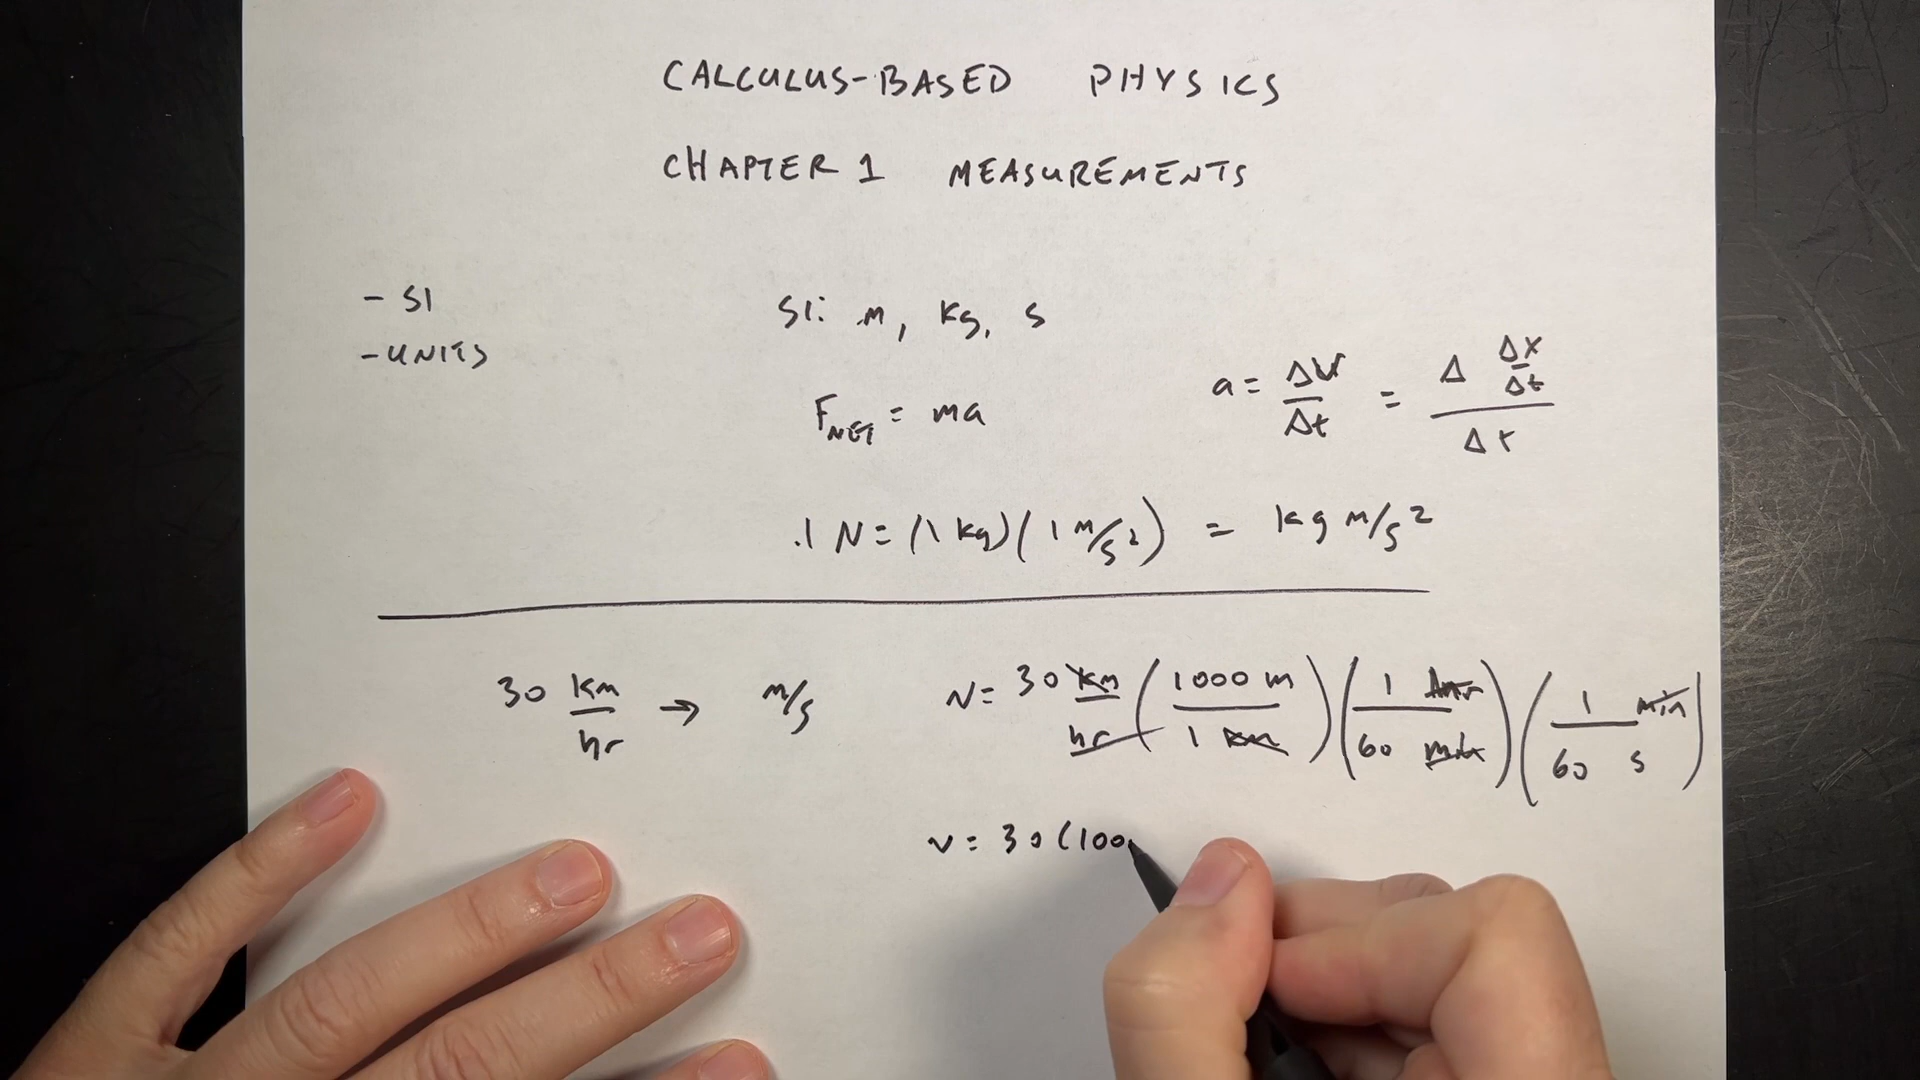 CALCULUS-BASED PHYSICS
CHAPTER 1 MEASUREMENTS
- SI
- UNITS
SI: m, kg, s
F_NET = ma
a = Δv/Δt = Δ (Δx/Δt) / Δt
1 N = (1 kg)(1 m/s²) = kg m/s²
30 km/hr → m/s
v = 30 km/hr (1000 m / 1 km)(1 hr / 60 min)(1 min / 60 s)
v = 30 (100